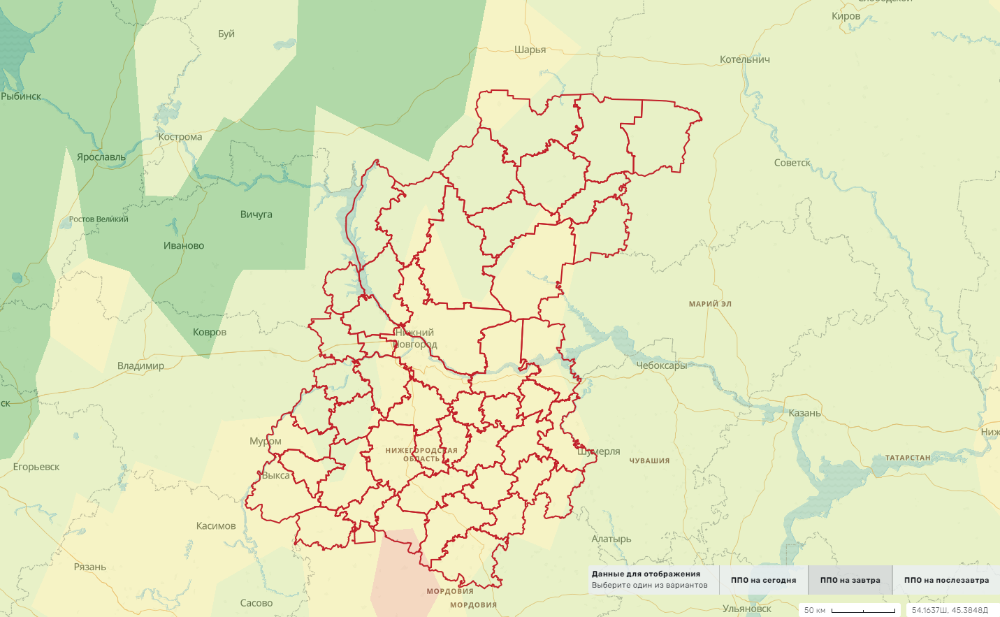 Слободской
Киров
Буй
Шарья
Котельнич
Рыбинск
Кострома
Ярославль
Советск
Вичуга
Ростов Великий
Иваново
МАРИЙ ЭЛ
Ковров
Нижний
Новгород
Владимир
Чебоксары
ск
Казань
Ниж
Муром
НИЖЕГОРОДСКАЯ
ОБЛАСТЬ
Шумерля
ЧУВАШИЯ
ТАТАРСТАН
Егорьевск
Выкса
Касимов
Алатырь
Рязань
МОРДОВИЯ
МОРДОВИЯ
Сасово
Ульяновск
Данные для отображения
Выберите один из вариантов
ППО на сегодня
ППО на завтра
ППО на послезавтра
50 км
54.1637Ш, 45.3848Д